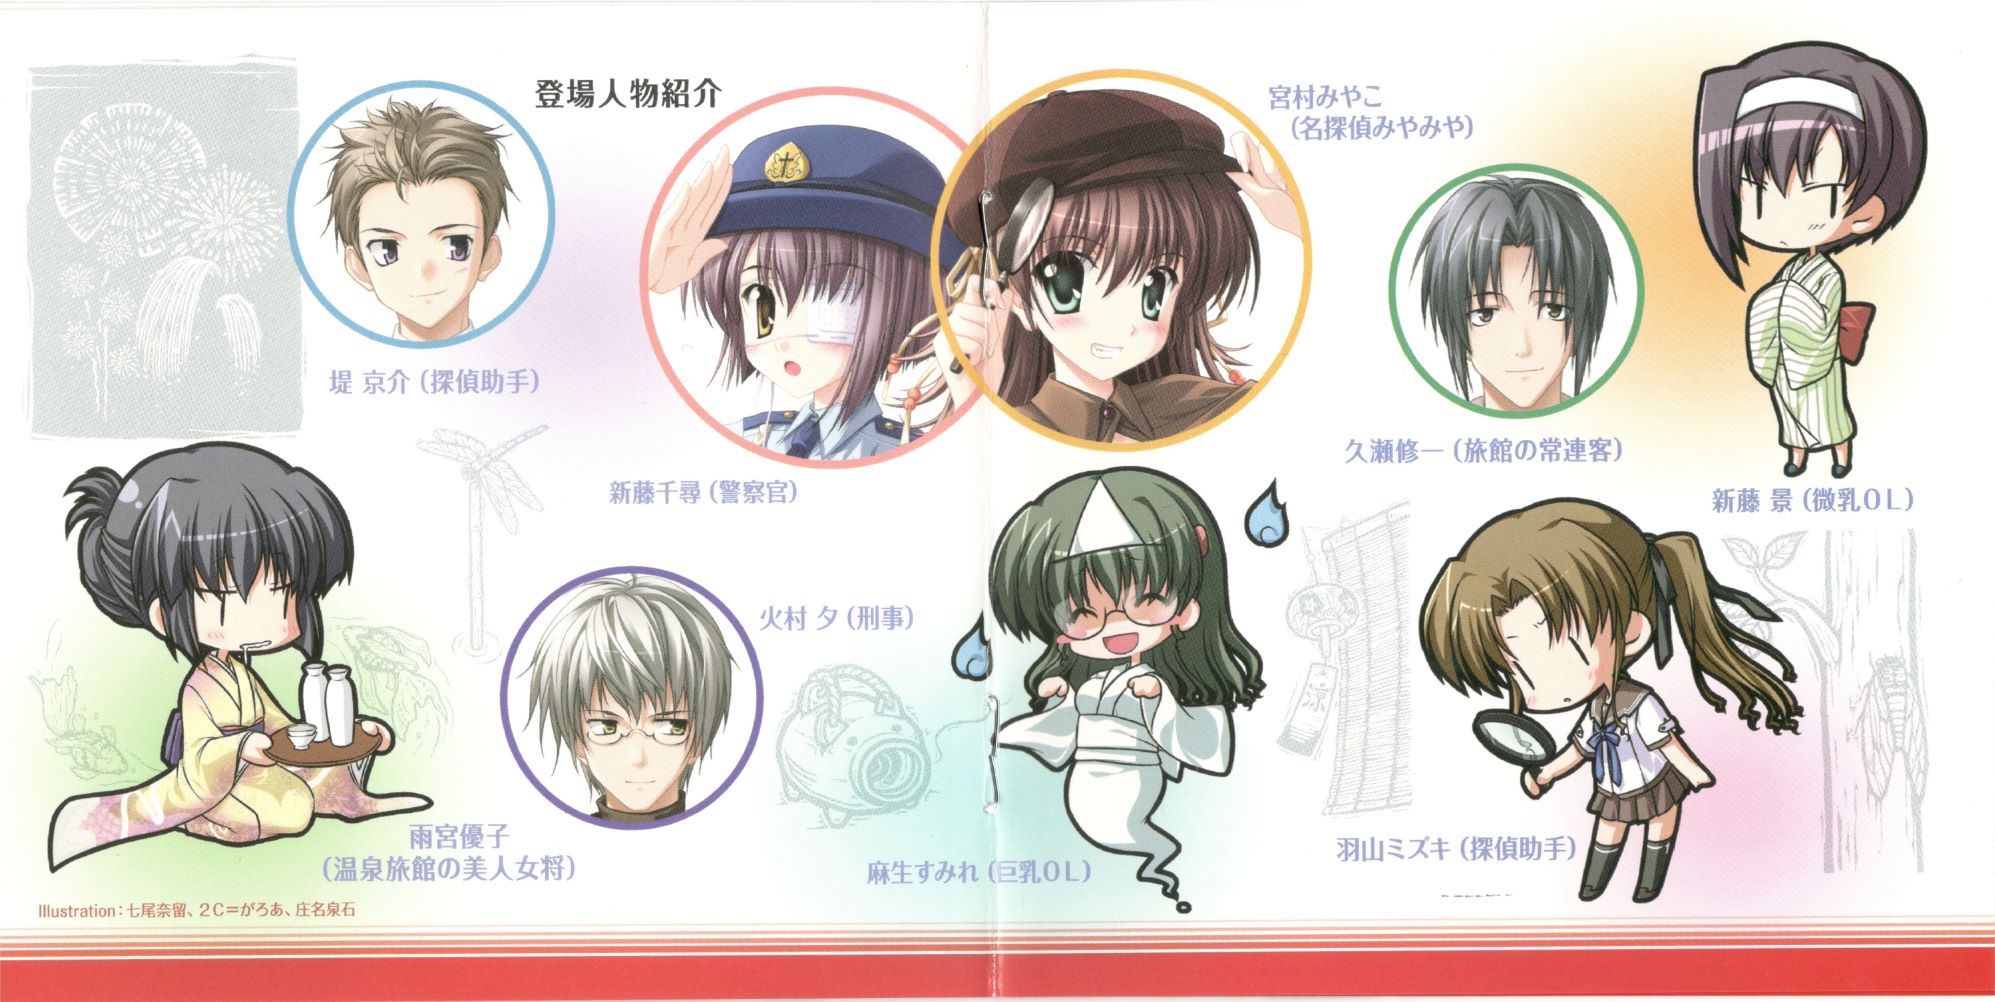 登場人物紹介
堤 京介（探偵助手）
新藤千尋（警察官）
宮村みやこ
（名探偵みやみや）
久瀬修一（旅館の常連客）
新藤 景（微乳ＯＬ）
雨宮優子
（温泉旅館の美人女将）
火村 夕（刑事）
麻生すみれ（巨乳ＯＬ）
羽山ミズキ（探偵助手）
涼
Illustration：七尾奈留、２Ｃ＝がろあ、庄名泉石